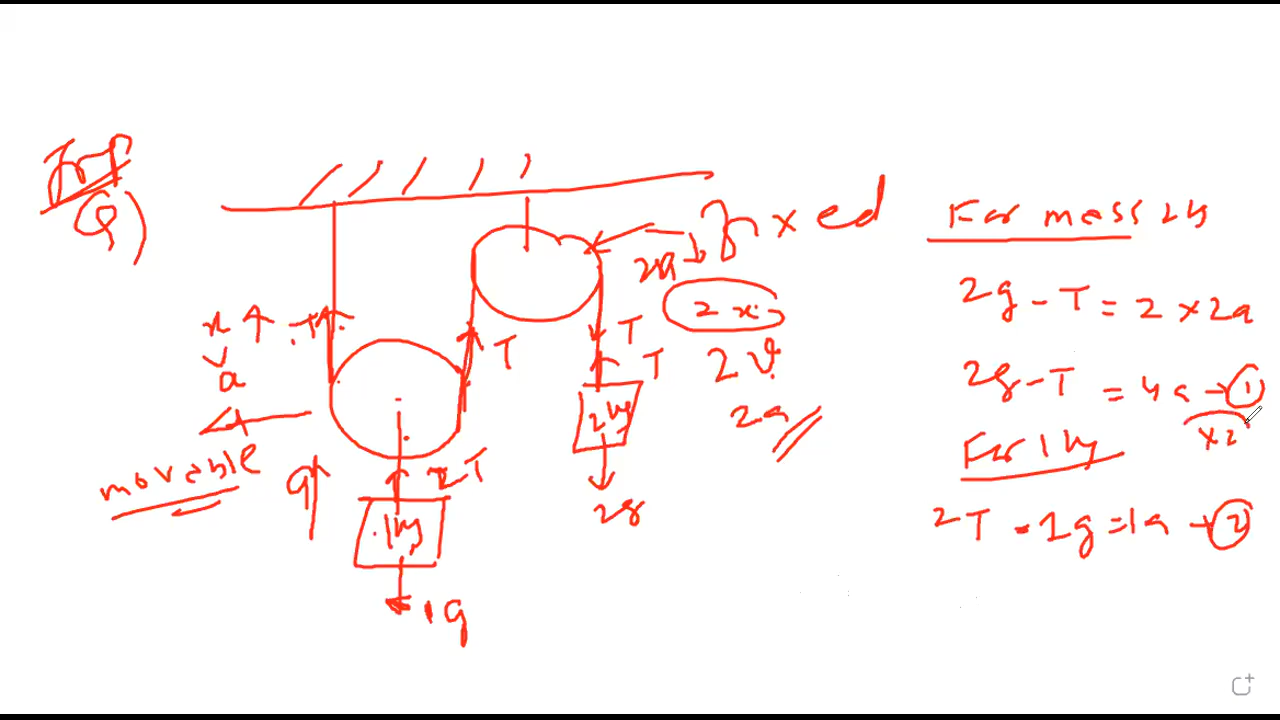 Imp
Q)
fixed
2a
x T
v
a
T
T
T
2x
2v
2a
2kg
2g
movable
a
2T
1kg
1g
For mass 2kg
2g - T = 2 × 2a
2g - T = 4a → 1
×2
For 1kg
2T - 1g = 1a → 2